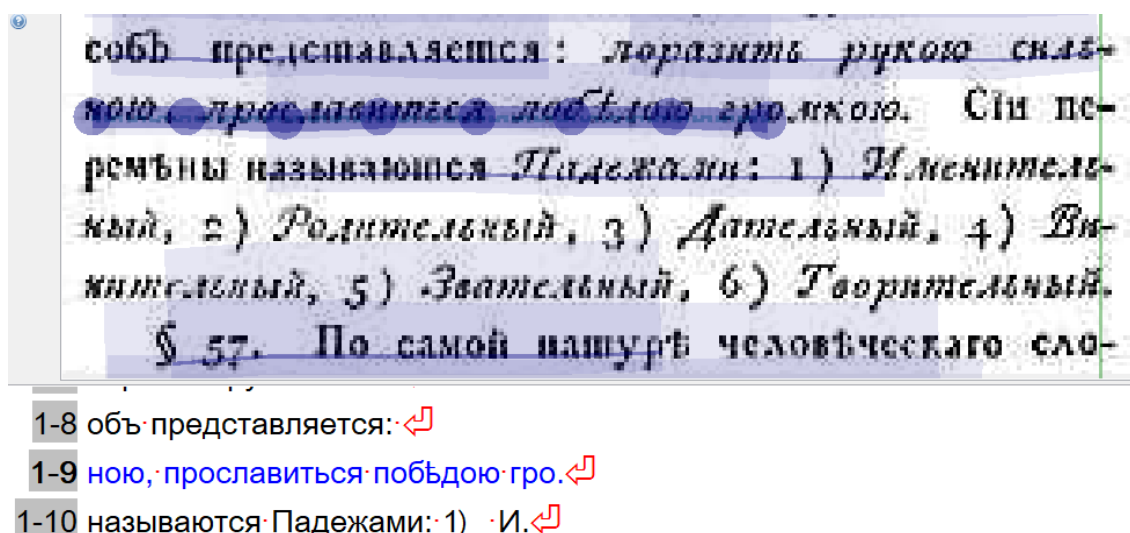 собѣ представляется: поразить рукою силь-
ною, прославиться побѣдою громкою. Сіи пе-
ремѣны называются Падежами: 1) Именитель-
ный, 2) Родительный, 3) Дательный, 4) Ви-
нительный, 5) Звательный, 6) Творительный.
§ 57. По самой натурѣ человѣческаго сло-
1-8 объ представляется:
1-9 ною, прославиться побѣдою гро.
1-10 называются Падежами: 1) И.